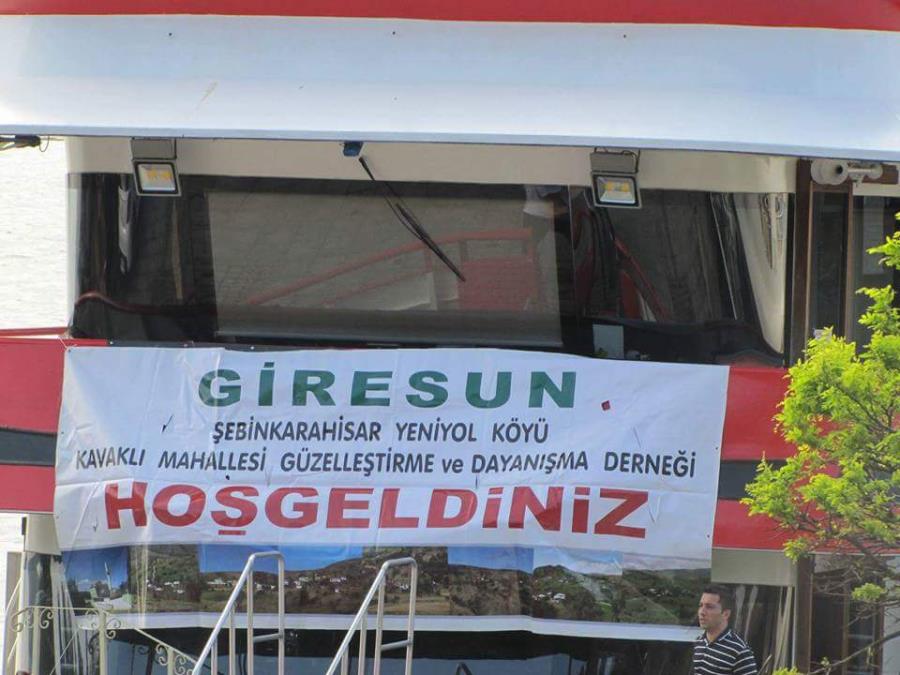 GİRESUN
ŞEBİNKARAHİSAR YENİYOL KÖYÜ
KAVAKLI MAHALLESİ GÜZELLEŞTİRME ve DAYANIŞMA DERNEĞİ
HOŞGELDİNİZ